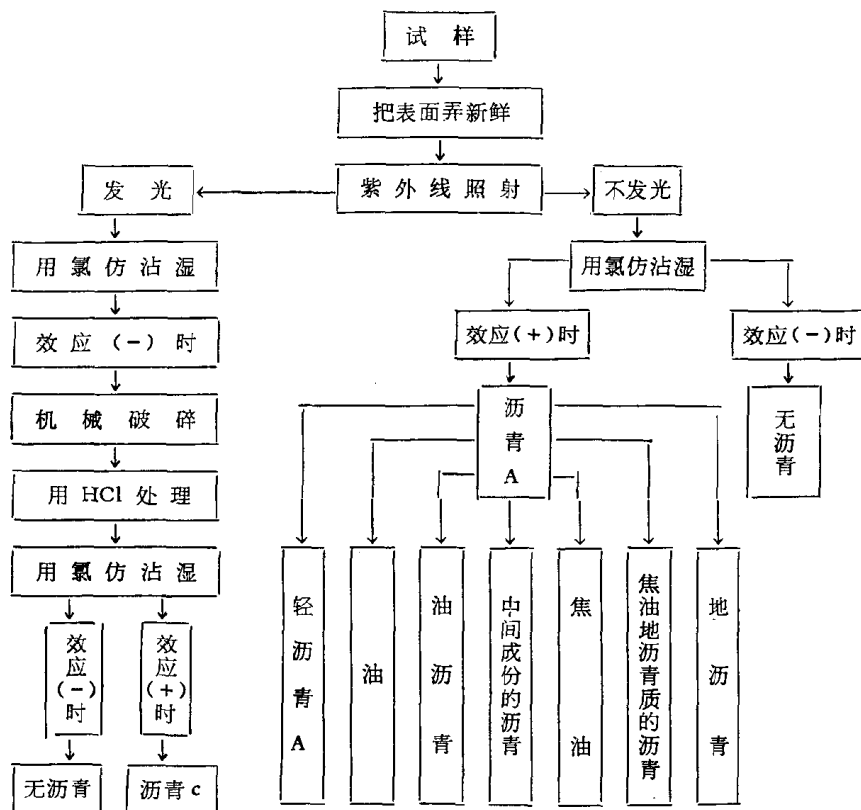 试样
把表面弄新鲜
发光
紫外线照射
不发光
用氯仿沾湿
用氯仿沾湿
效应(-)时
效应(+)时
效应(-)时
机械破碎
沥青A
无沥青
用HCl处理
用氯仿沾湿
效应(-)时
效应(+)时
无沥青
沥青c
轻沥青A
油
油沥青
中间成份的沥青
焦油
焦油地沥青质的沥青
地沥青